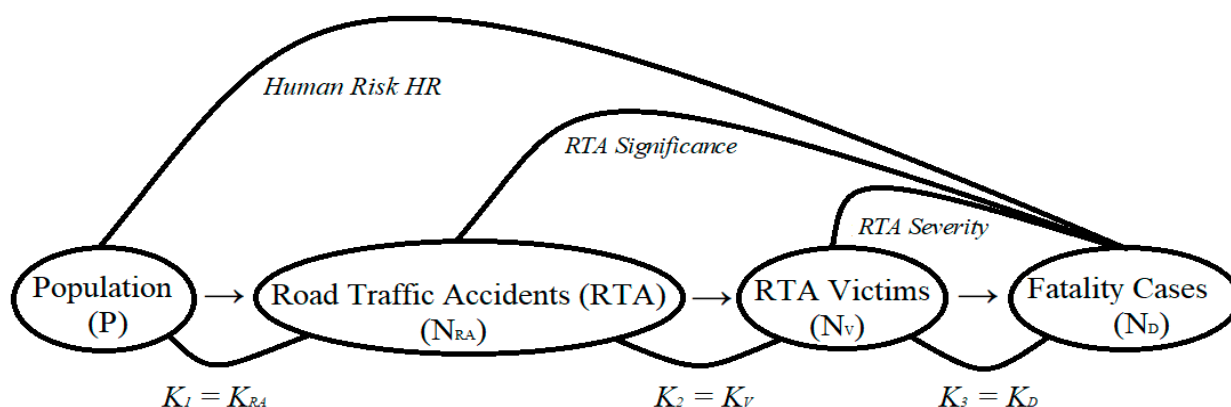 Human Risk HR
RTA Significance
RTA Severity
Population
(P)
Road Traffic Accidents (RTA)
(NRA)
RTA Victims
(NV)
Fatality Cases
(ND)
K1 = KRA
K2 = KV
K3 = KD